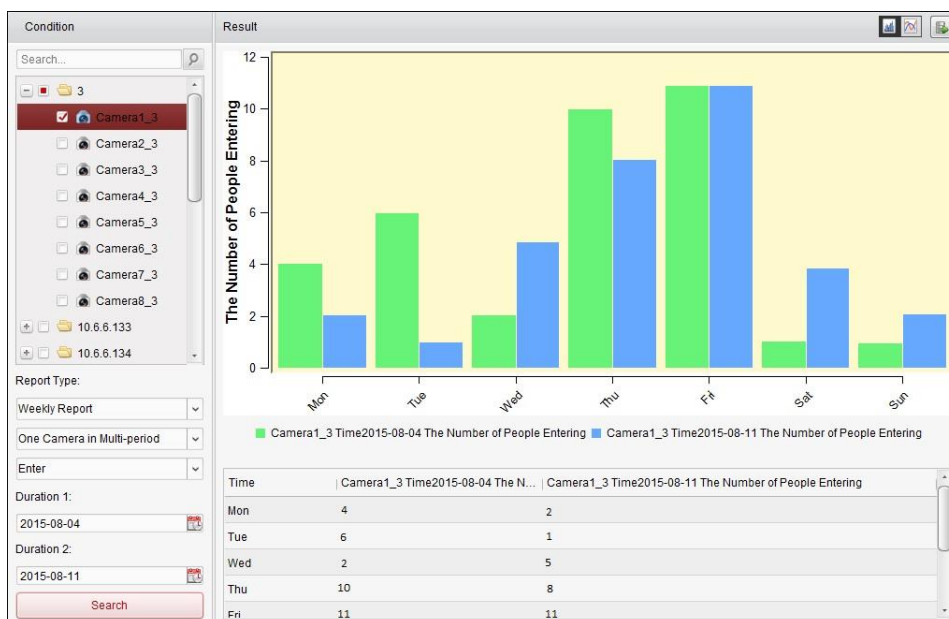 Condition
Search...
3
Camera1_3
Camera2_3
Camera3_3
Camera4_3
Camera5_3
Camera6_3
Camera7_3
Camera8_3
10.6.6.133
10.6.6.134
Report Type:
Weekly Report
One Camera in Multi-period
Enter
Duration 1:
2015-08-04
Duration 2:
2015-08-11
Search
Result
The Number of People Entering
12
10
8
6
4
2
0
Mon Tue Wed Thu Fri Sat Sun
Camera1_3 Time2015-08-04 The Number of People Entering Camera1_3 Time2015-08-11 The Number of People Entering
Time Camera1_3 Time2015-08-04 The N... Camera1_3 Time2015-08-11 The Number of People Entering
Mon 4 2
Tue 6 1
Wed 2 5
Thu 10 8
Fri 11 11